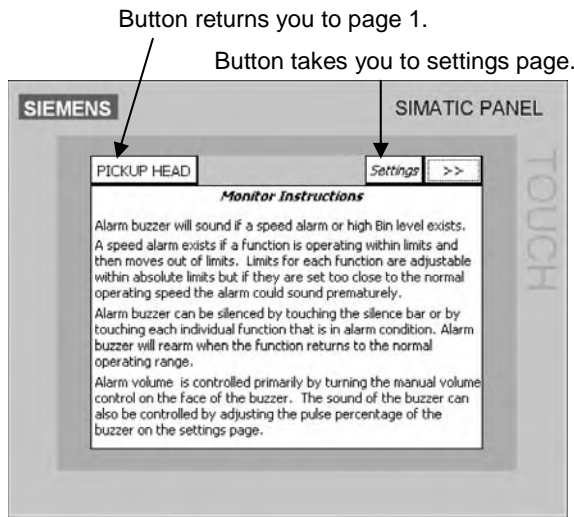 Button returns you to page 1.
Button takes you to settings page.
SIEMENS
SIMATIC PANEL
TOUCH
PICKUP HEAD
Settings
>>
Monitor Instructions
Alarm buzzer will sound if a speed alarm or high Bin level exists.
A speed alarm exists if a function is operating within limits and
then moves out of limits. Limits for each function are adjustable
within absolute limits but if they are set too close to the normal
operating speed the alarm could sound prematurely.
Alarm buzzer can be silenced by touching the silence bar or by
touching each individual function that is in alarm condition. Alarm
buzzer will rearm when the function returns to the normal
operating range.
Alarm volume is controlled primarily by turning the manual volume
control on the face of the buzzer. The sound of the buzzer can
also be controlled by adjusting the pulse percentage of the
buzzer on the settings page.